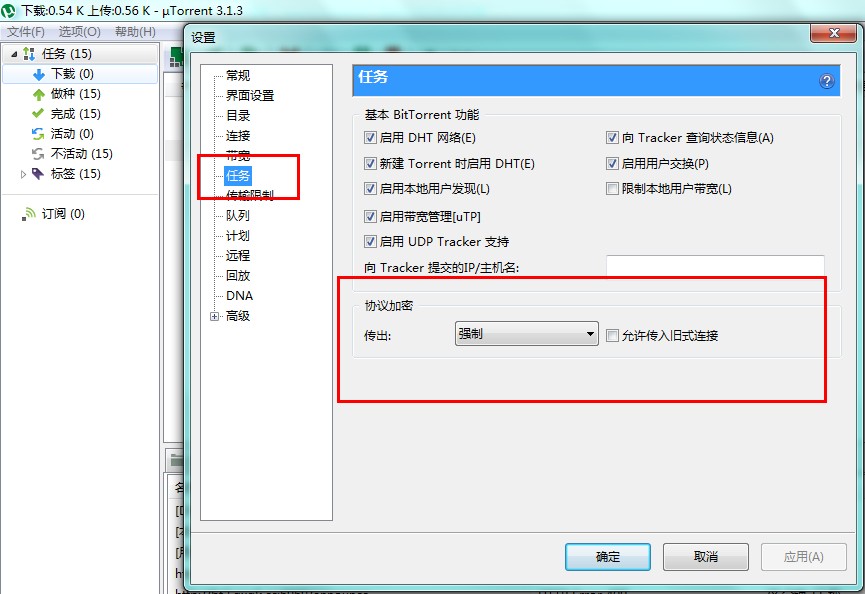 下载:0.54 K 上传:0.56 K - µTorrent 3.1.3
文件(F) 选项(O) 帮助(H)
任务 (15)
下载 (0)
做种 (15)
完成 (15)
活动 (0)
不活动 (15)
标签 (15)
订阅 (0)
设置
常规
界面设置
目录
连接
带宽
任务
传输限制
队列
计划
远程
回放
DNA
高级
任务
基本 BitTorrent 功能
启用 DHT 网络(E)
向 Tracker 查询状态信息(A)
新建 Torrent 时启用 DHT(E)
启用用户交换(P)
启用本地用户发现(L)
限制本地用户带宽(L)
启用带宽管理[uTP]
启用 UDP Tracker 支持
向 Tracker 提交的IP/主机名:
协议加密
传出:
强制
允许传入旧式连接
确定
取消
应用(A)